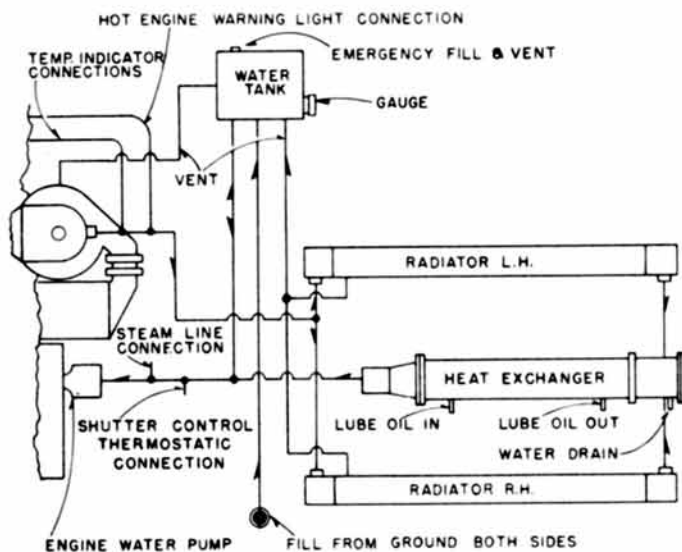 HOT ENGINE WARNING LIGHT CONNECTION
TEMP. INDICATOR
CONNECTIONS
WATER
TANK
EMERGENCY FILL & VENT
GAUGE
VENT
RADIATOR L.H.
STEAM LINE
CONNECTION
HEAT EXCHANGER
SHUTTER CONTROL
THERMOSTATIC
CONNECTION
LUBE OIL IN
LUBE OIL OUT
WATER DRAIN
RADIATOR R.H.
ENGINE WATER PUMP
FILL FROM GROUND BOTH SIDES